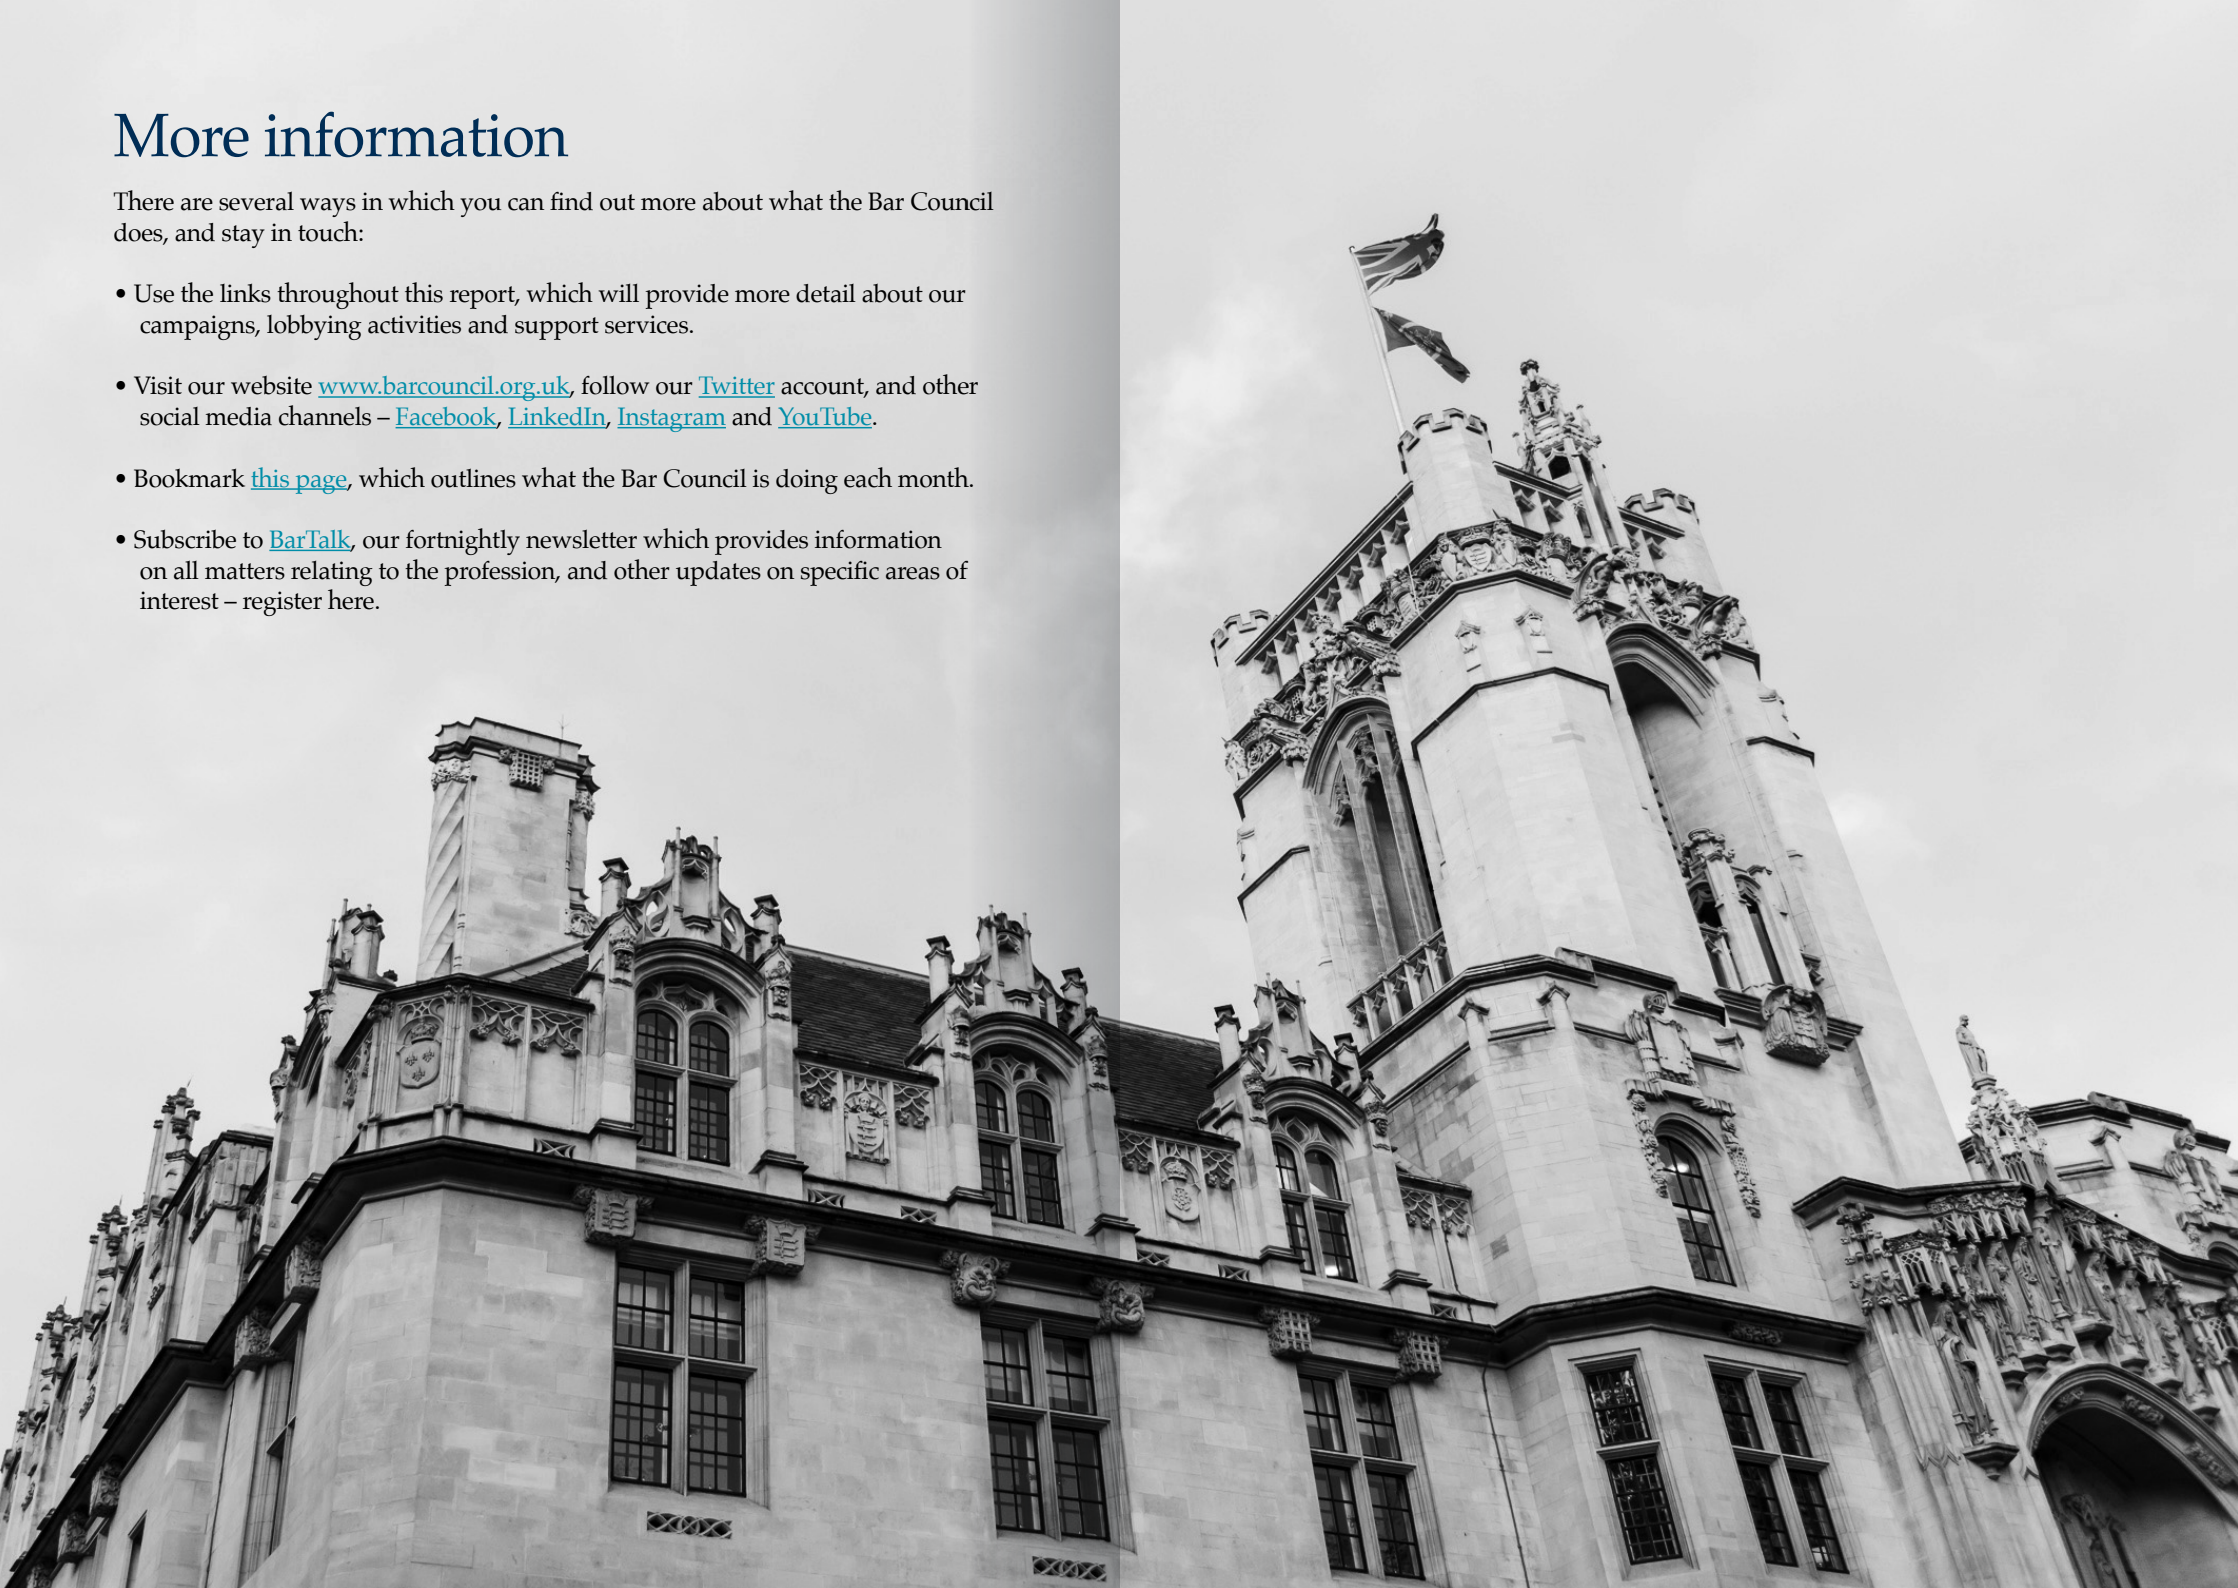 More information
There are several ways in which you can find out more about what the Bar Council
does, and stay in touch:
• Use the links throughout this report, which will provide more detail about our
campaigns, lobbying activities and support services.
• Visit our website www.barcouncil.org.uk, follow our Twitter account, and other
social media channels – Facebook, LinkedIn, Instagram and YouTube.
• Bookmark this page, which outlines what the Bar Council is doing each month.
• Subscribe to BarTalk, our fortnightly newsletter which provides information
on all matters relating to the profession, and other updates on specific areas of
interest – register here.